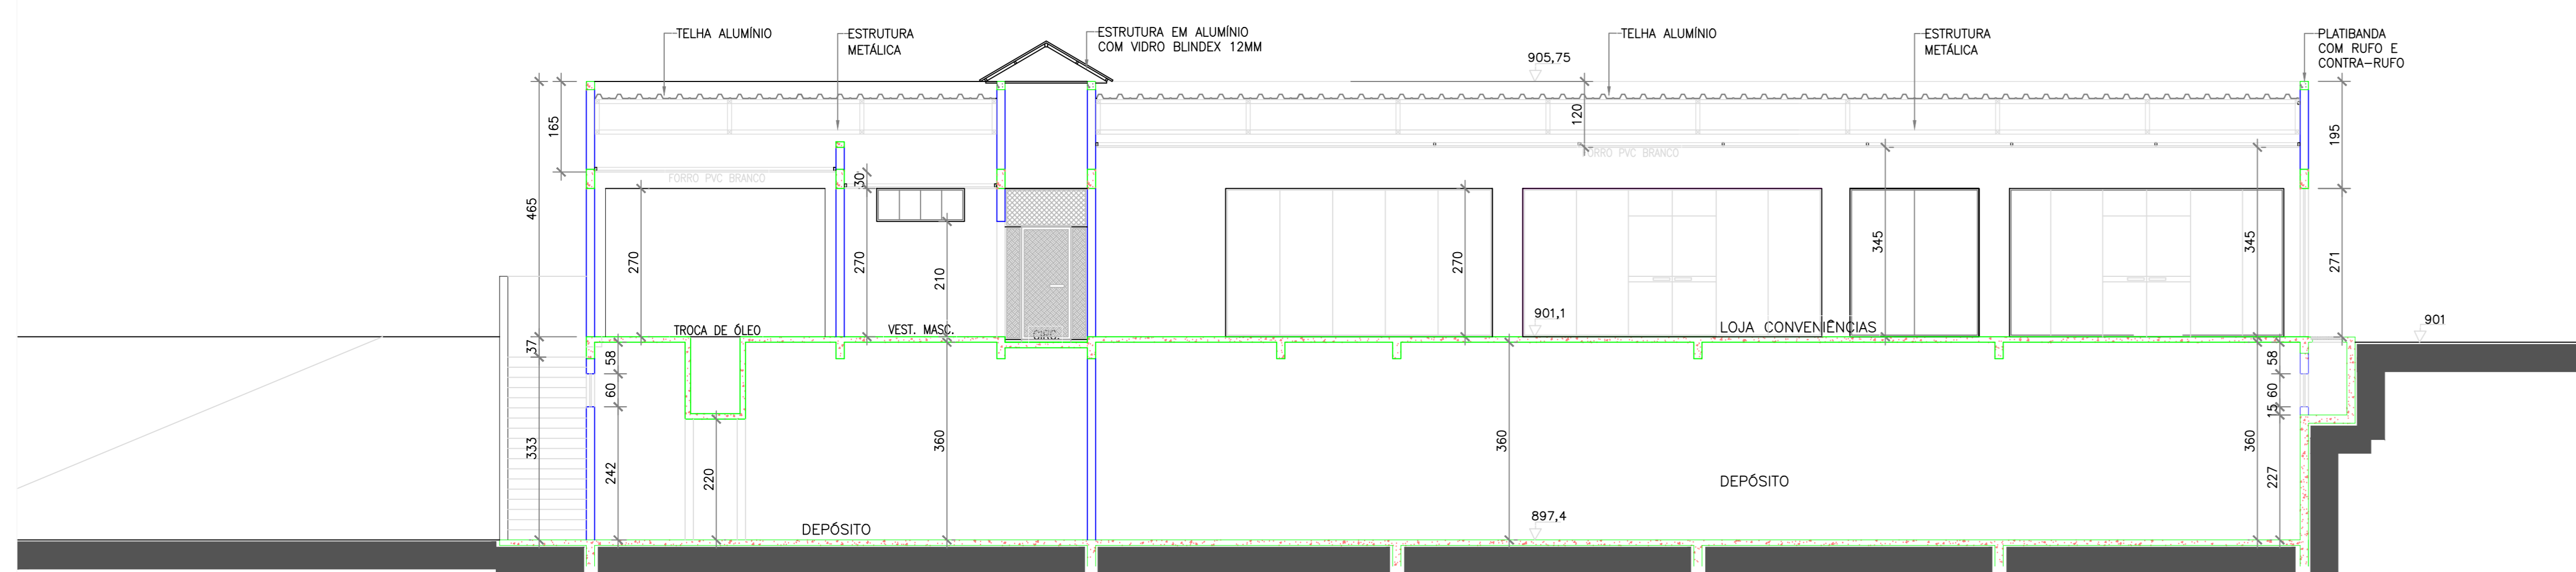 TELHA ALUMÍNIO
ESTRUTURA
METÁLICA
ESTRUTURA EM ALUMÍNIO
COM VIDRO BLINDEX 12MM
905,75
TELHA ALUMÍNIO
ESTRUTURA
METÁLICA
PLATIBANDA
COM RUFO E
CONTRA-RUFO
165
120
195
FORRO PVC BRANCO
FORRO PVC BRANCO
30
465
270
270
210
270
345
345
271
901,1
901
TROCA DE ÓLEO
VEST. MASC.
CIRC.
LOJA CONVENIÊNCIAS
37
58
60
333
242
220
360
360
360
58
60
15
227
DEPÓSITO
DEPÓSITO
897,4